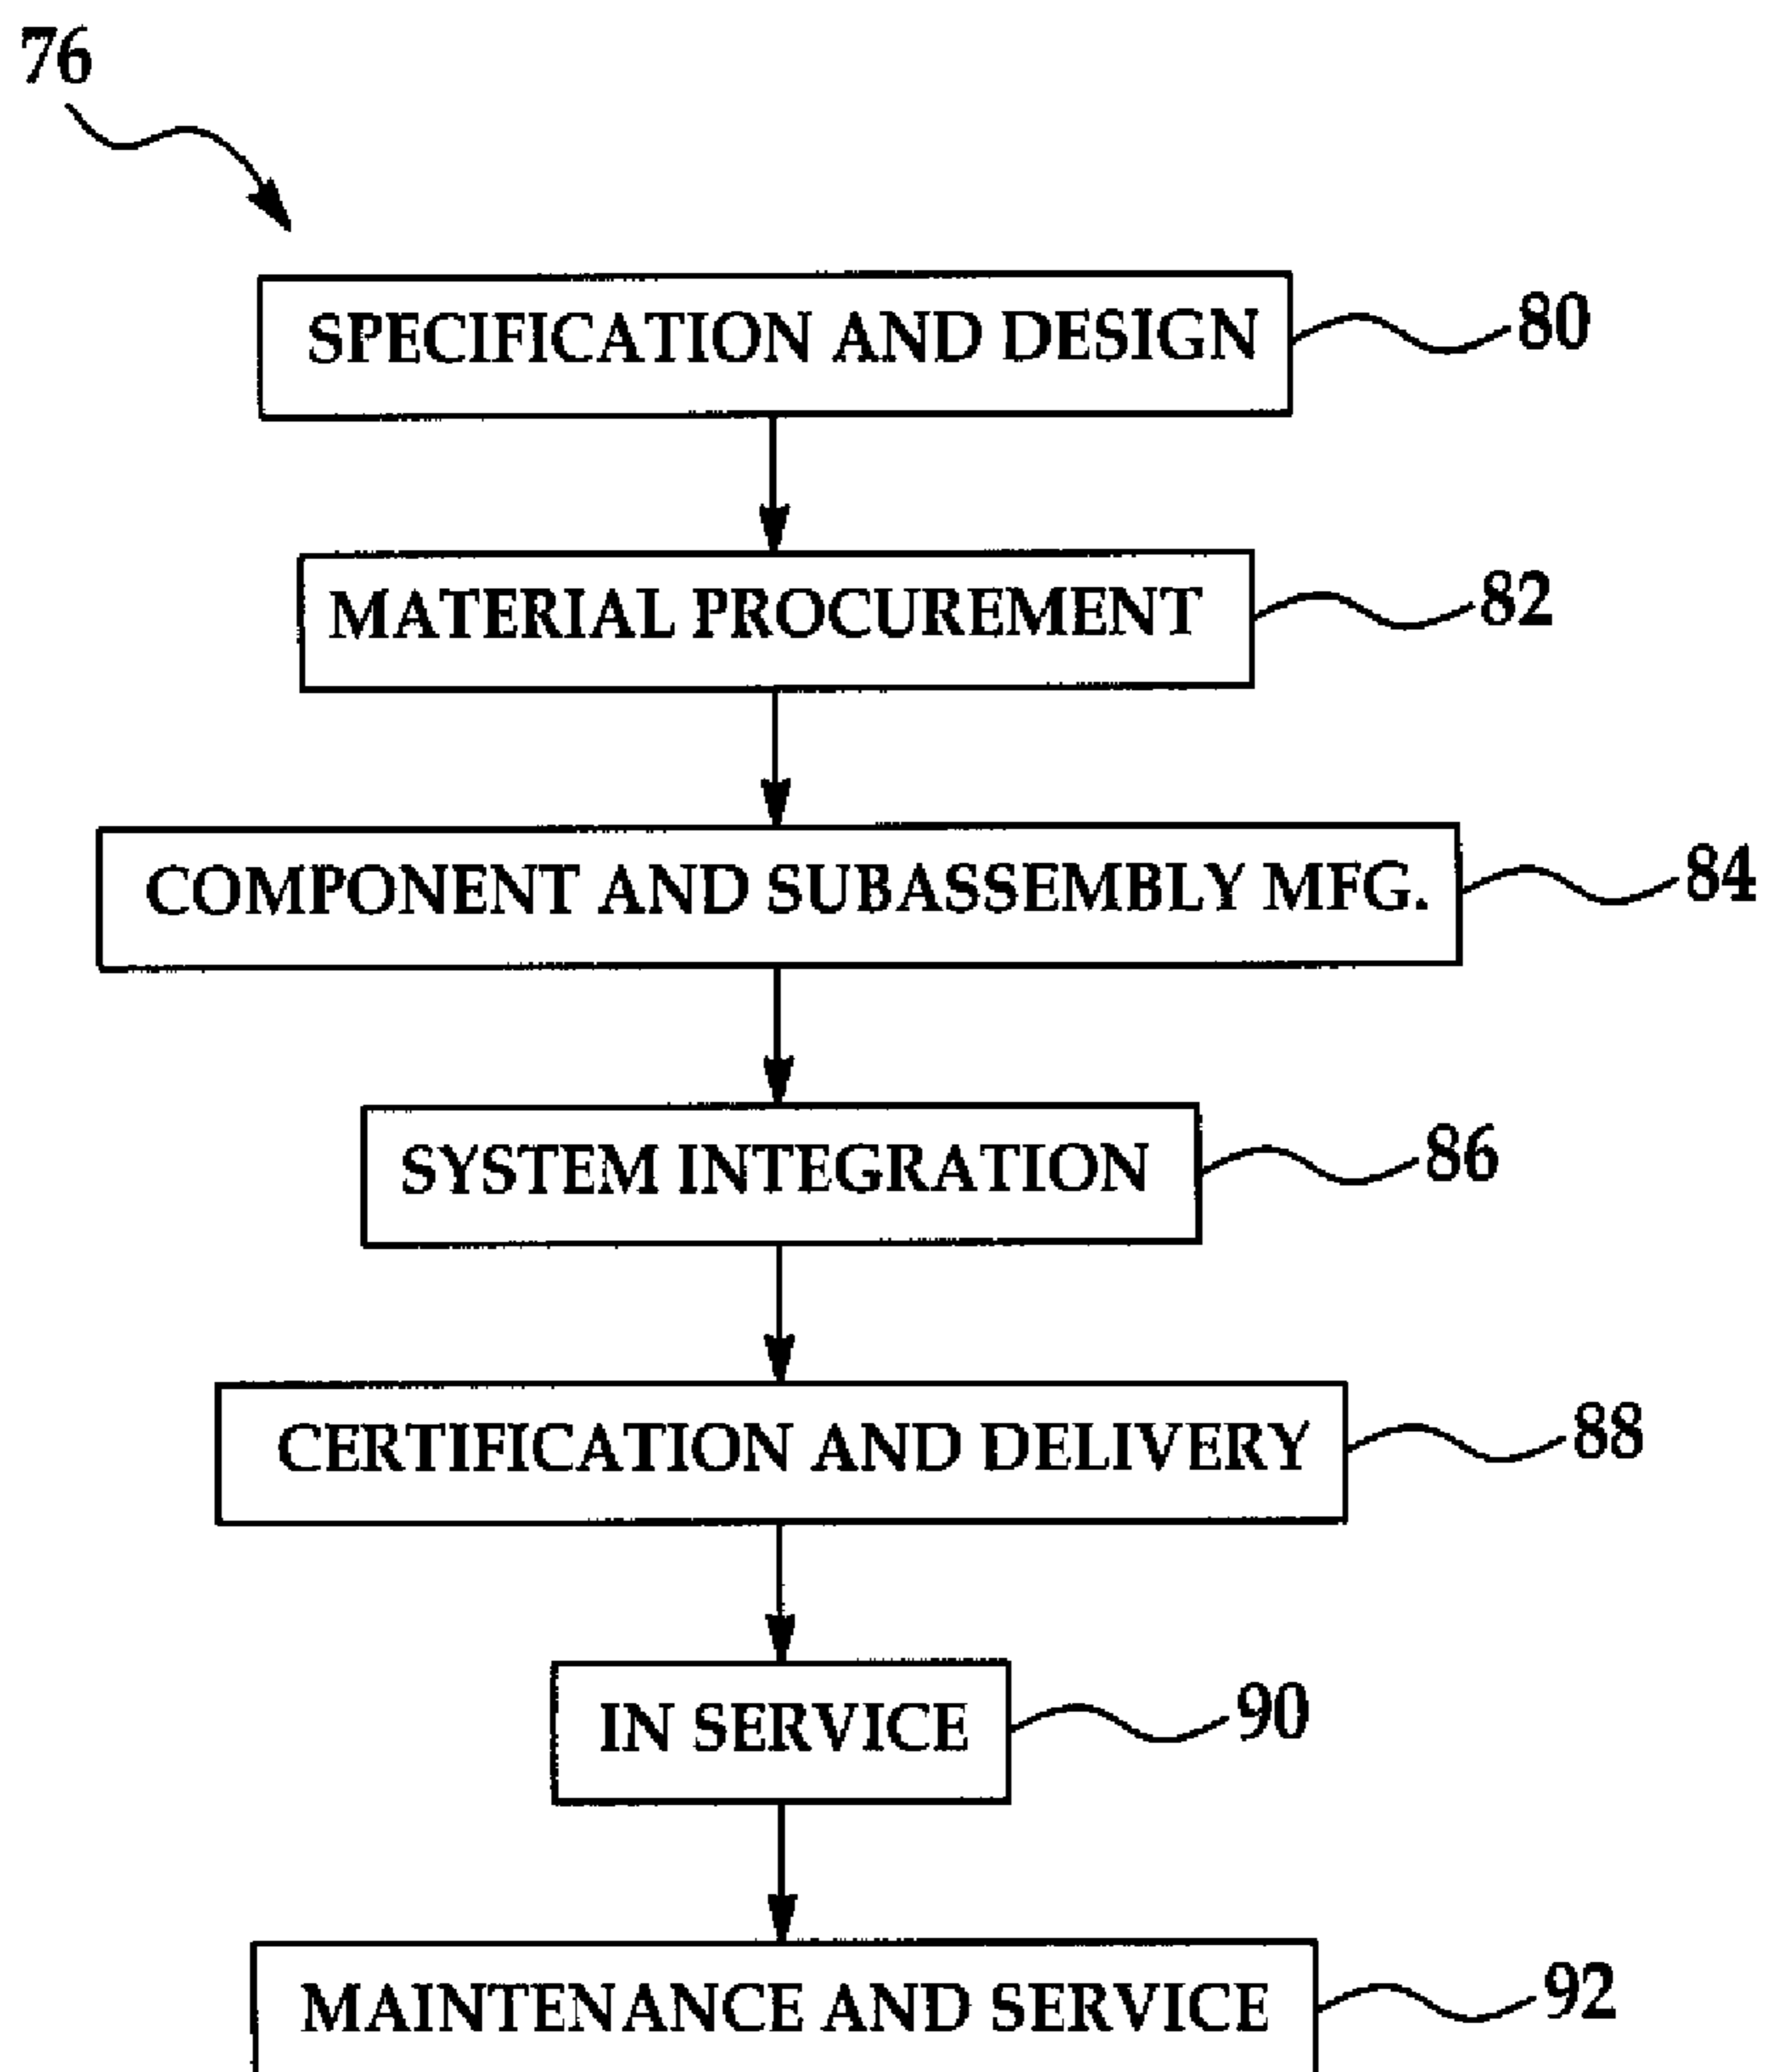 76
SPECIFICATION AND DESIGN 80
MATERIAL PROCUREMENT 82
COMPONENT AND SUBASSEMBLY MFG. 84
SYSTEM INTEGRATION 86
CERTIFICATION AND DELIVERY 88
IN SERVICE 90
MAINTENANCE AND SERVICE 92